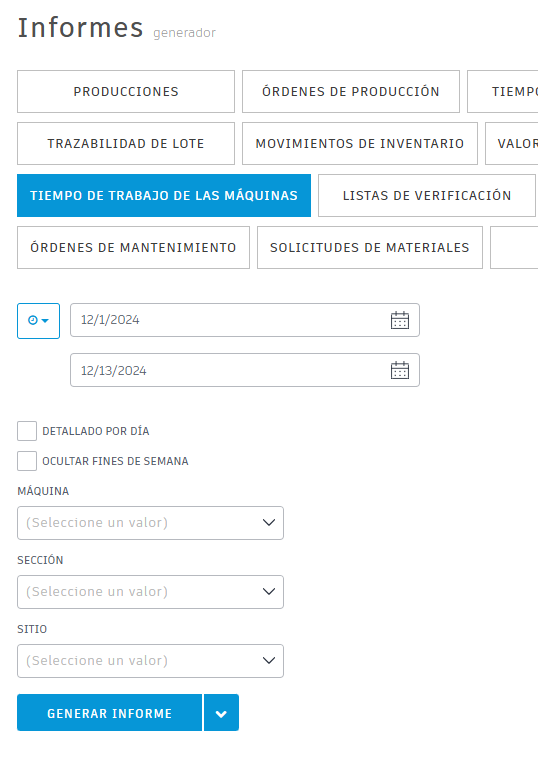 Informes generador
PRODUCCIONES ÓRDENES DE PRODUCCIÓN TIEMPO
TRAZABILIDAD DE LOTE MOVIMIENTOS DE INVENTARIO VALOR
TIEMPO DE TRABAJO DE LAS MÁQUINAS LISTAS DE VERIFICACIÓN
ÓRDENES DE MANTENIMIENTO SOLICITUDES DE MATERIALES
12/1/2024
12/13/2024
DETALLADO POR DÍA
OCULTAR FINES DE SEMANA
MÁQUINA
(Seleccione un valor)
SECCIÓN
(Seleccione un valor)
SITIO
(Seleccione un valor)
GENERAR INFORME